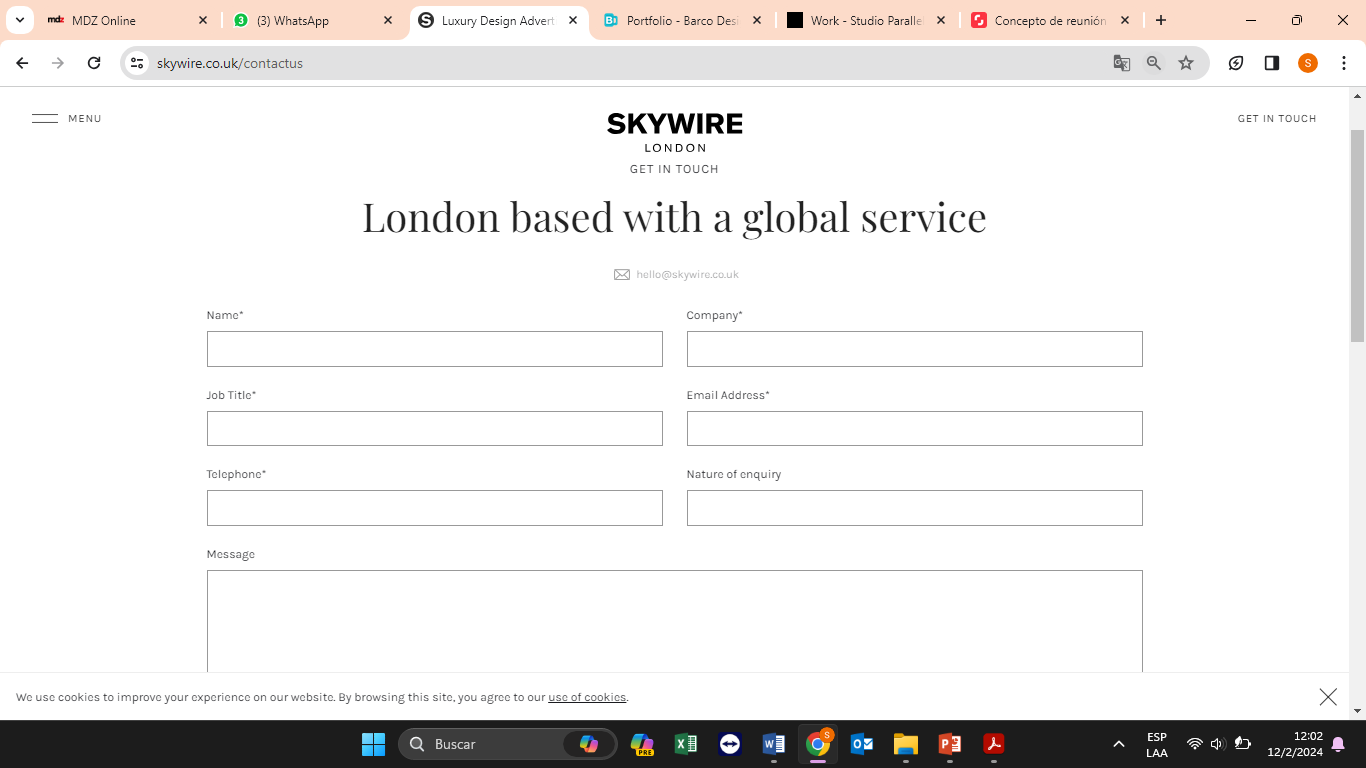 MDZ Online
(3) WhatsApp
Luxury Design Advert
Portfolio - Barco Desi
Work - Studio Paralle
Concepto de reunión
skywire.co.uk/contactus
S
MENU
SKYWIRE
LONDON
GET IN TOUCH
GET IN TOUCH
London based with a global service
hello@skywire.co.uk
Name*
Company*
Job Title*
Email Address*
Telephone*
Nature of enquiry
Message
We use cookies to improve your experience on our website. By browsing this site, you agree to our use of cookies.
Buscar
PRE
S
ESP
LAA
12:02
12/2/2024